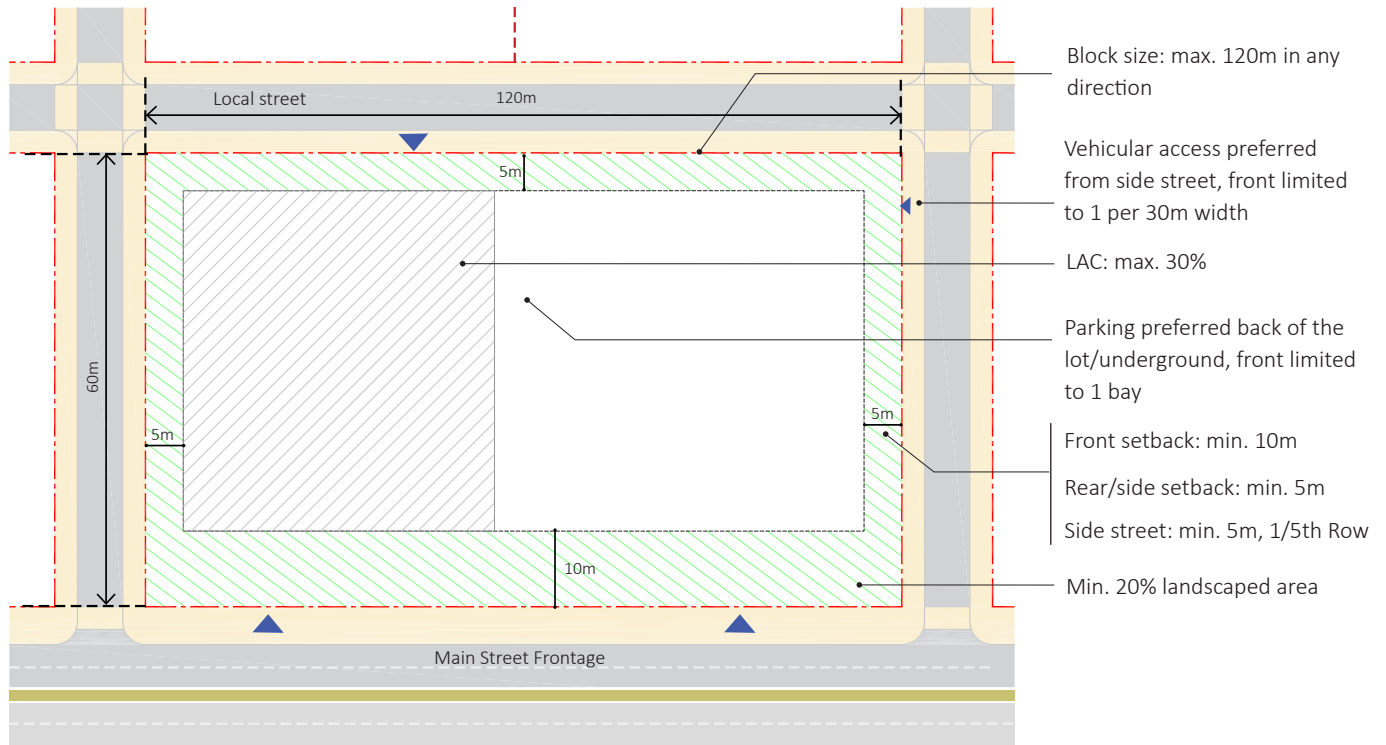 Local street
120m
5m
60m
5m
5m
10m
Main Street Frontage
Block size: max. 120m in any
direction
Vehicular access preferred
from side street, front limited
to 1 per 30m width
LAC: max. 30%
Parking preferred back of the
lot/underground, front limited
to 1 bay
Front setback: min. 10m
Rear/side setback: min. 5m
Side street: min. 5m, 1/5th Row
Min. 20% landscaped area